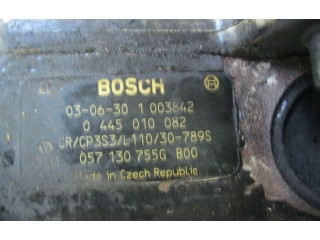 BOSCH
03-06-30 1 003842
0 445 010 082
CR/CP3S3/L110/30-789S
057 130 755G B00
Made in Czech Republic